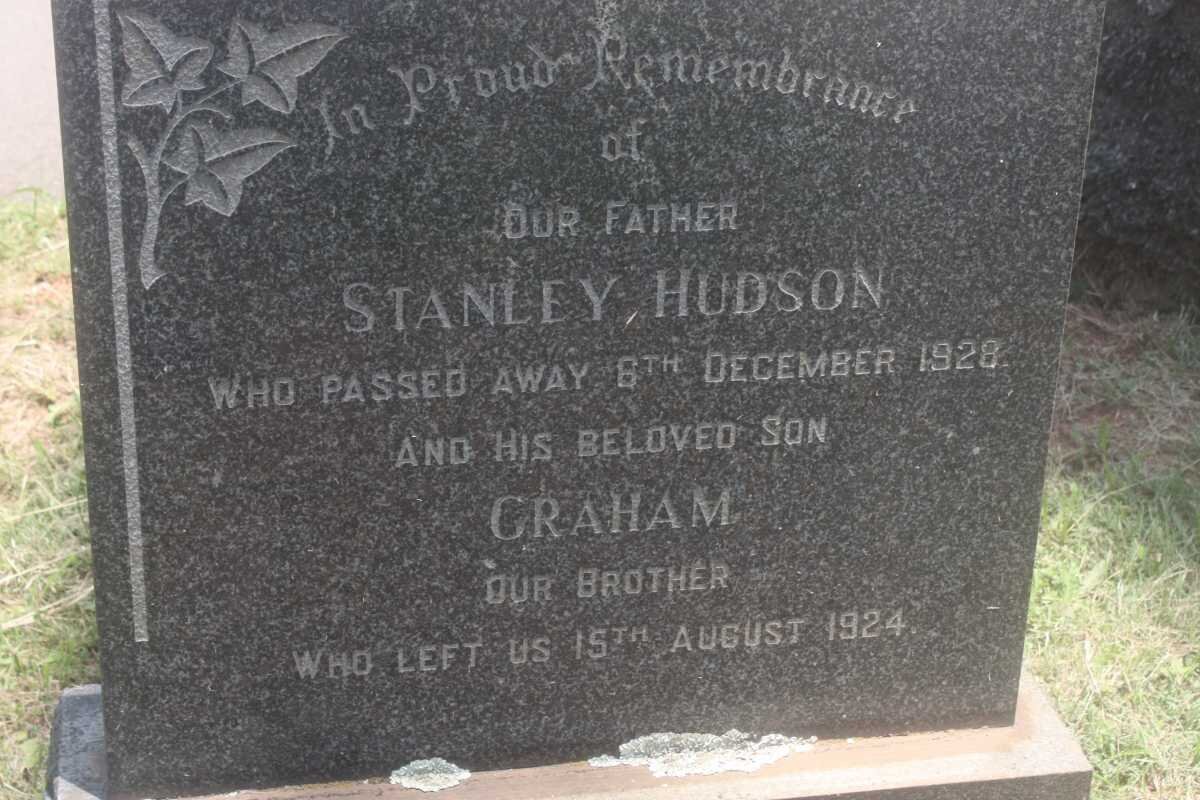 In Proud Remembrance
of
OUR FATHER
STANLEY HUDSON
WHO PASSED AWAY 6TH DECEMBER 1928.
AND HIS BELOVED SON
GRAHAM
OUR BROTHER
WHO LEFT US 15TH AUGUST 1924.